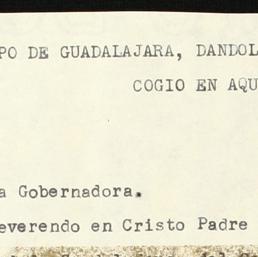 PO DE GUADALAJARA, DANDOL
COGIO EN AQU
a Gobernadora.
everendo en Cristo Padre